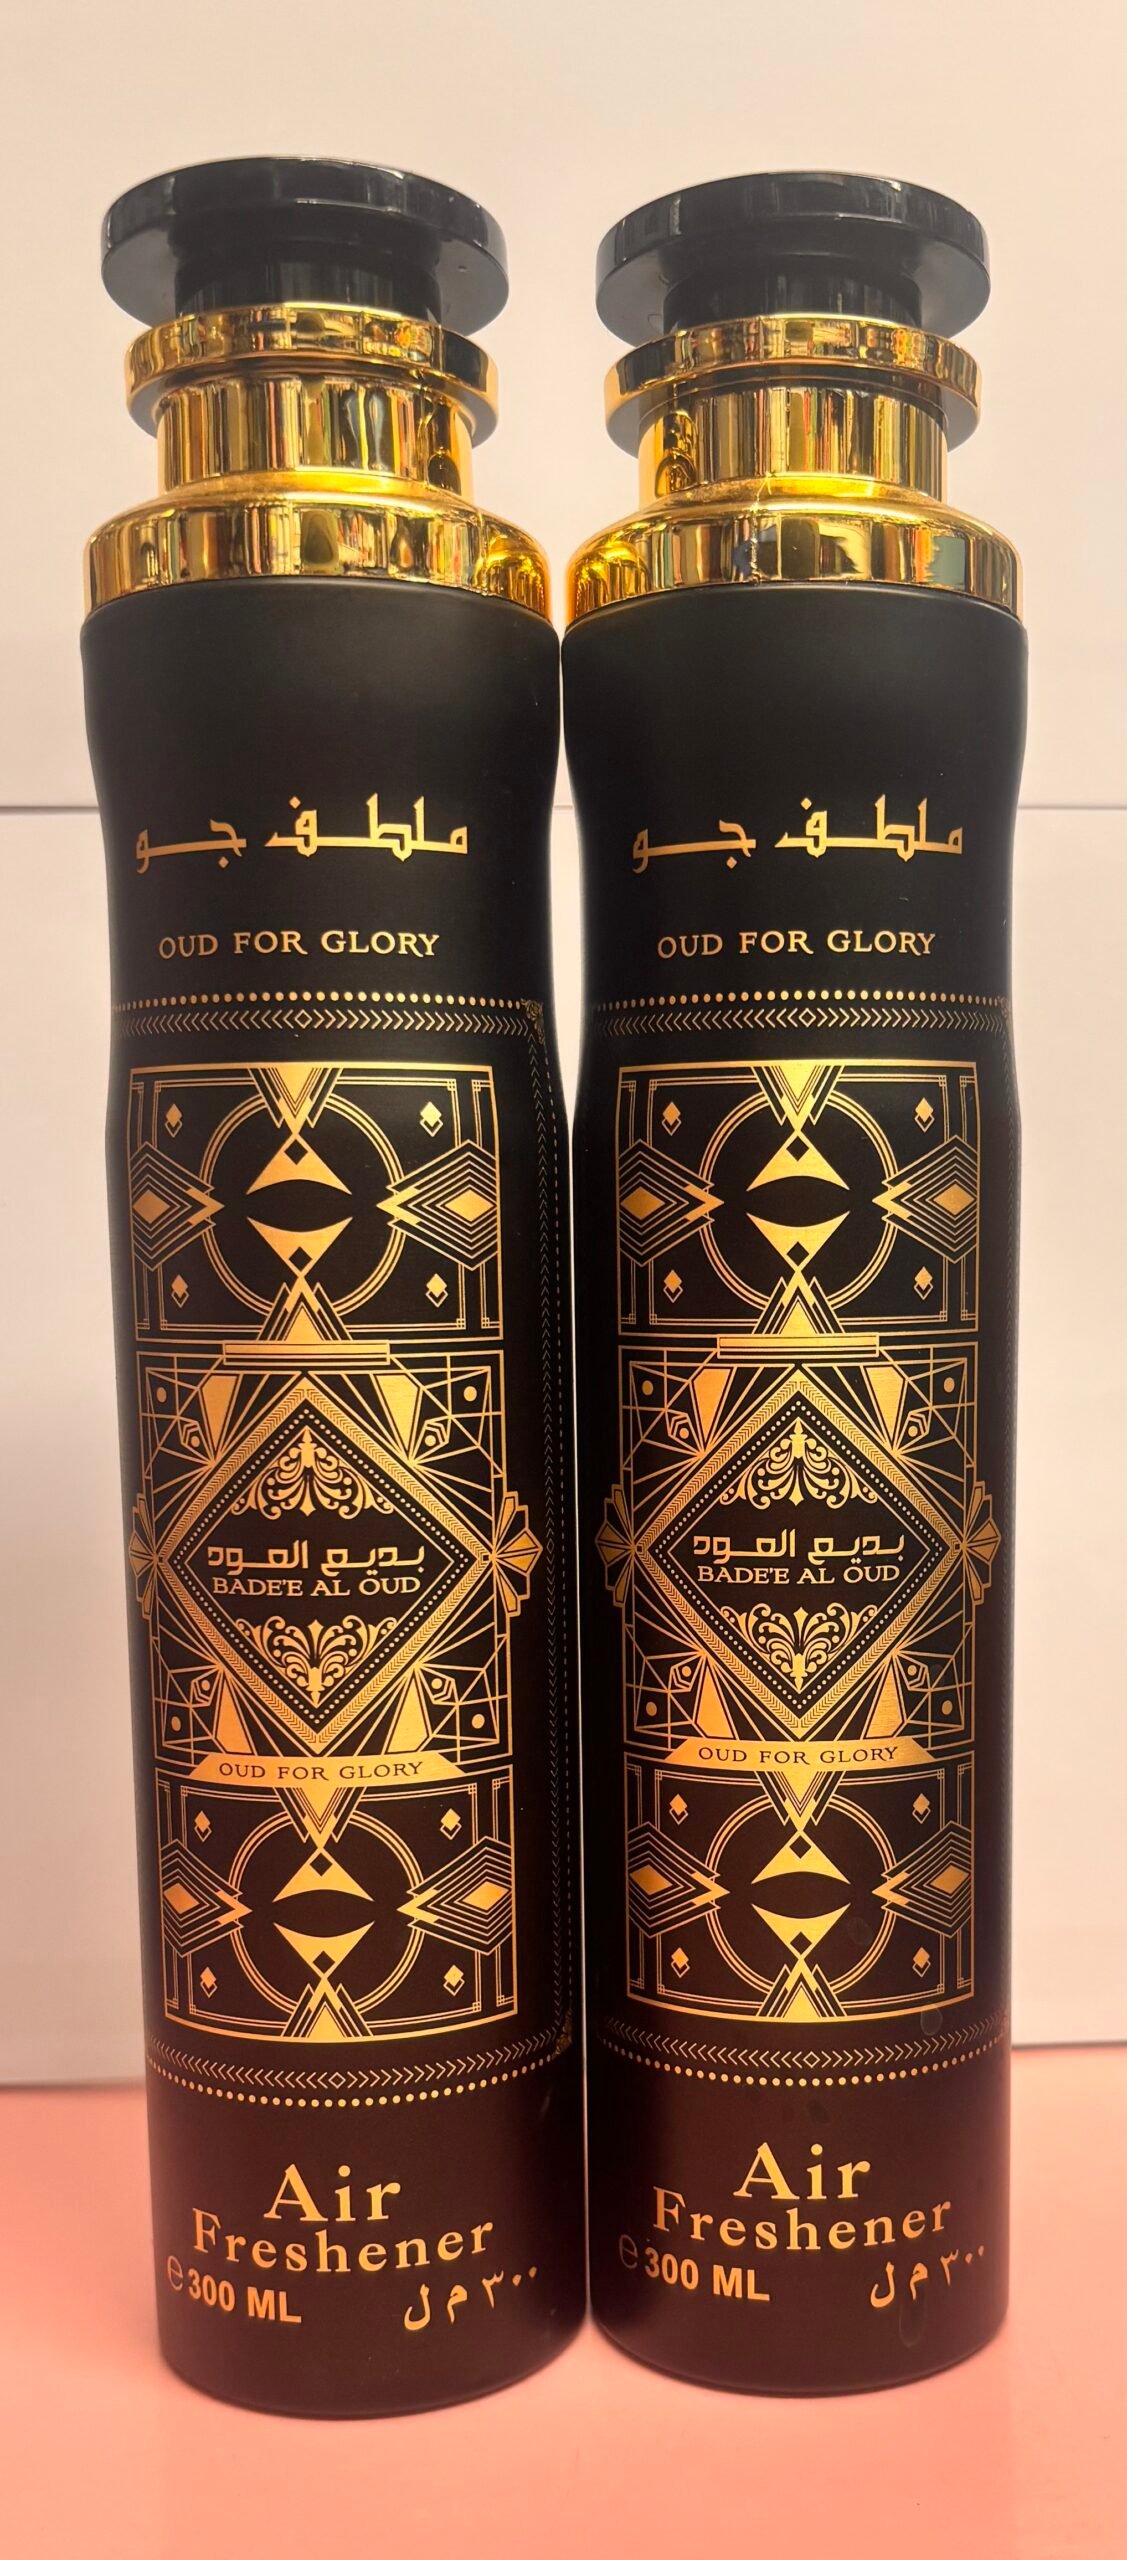 ملطف جو
OUD FOR GLORY
بديع العود
BADE'E AL OUD
OUD FOR GLORY
Air
Freshener
℮300 ML
٣٠٠ م ل
ملطف جو
OUD FOR GLORY
بديع العود
BADE'E AL OUD
OUD FOR GLORY
Air
Freshener
℮300 ML
٣٠٠ م ل